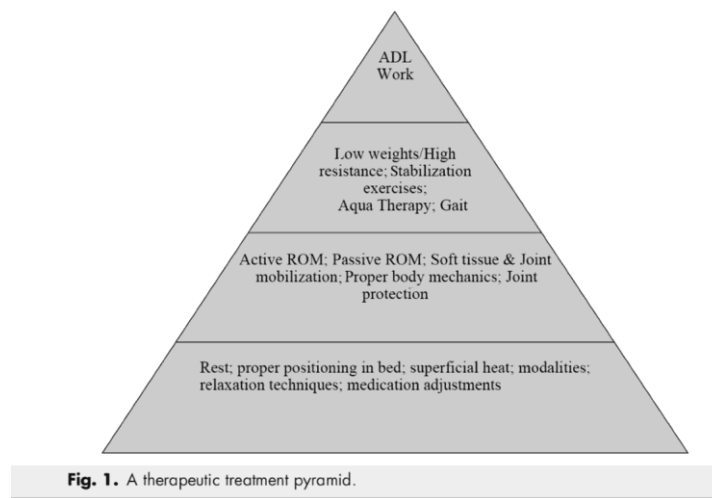 ADL
Work
Low weights/High
resistance; Stabilization
exercises;
Aqua Therapy; Gait
Active ROM; Passive ROM; Soft tissue & Joint
mobilization; Proper body mechanics; Joint
protection
Rest; proper positioning in bed; superficial heat; modalities;
relaxation techniques; medication adjustments
Fig. 1. A therapeutic treatment pyramid.